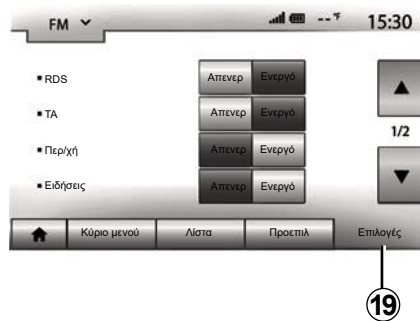 FM -- °F 15:30
RDS Απενερ Ενεργό
TA Απενερ Ενεργό
1/2
Περ/χή Απενερ Ενεργό
Ειδήσεις Απενερ Ενεργό
Κύριο μενού Λίστα Προεπιλ Επιλογές
19